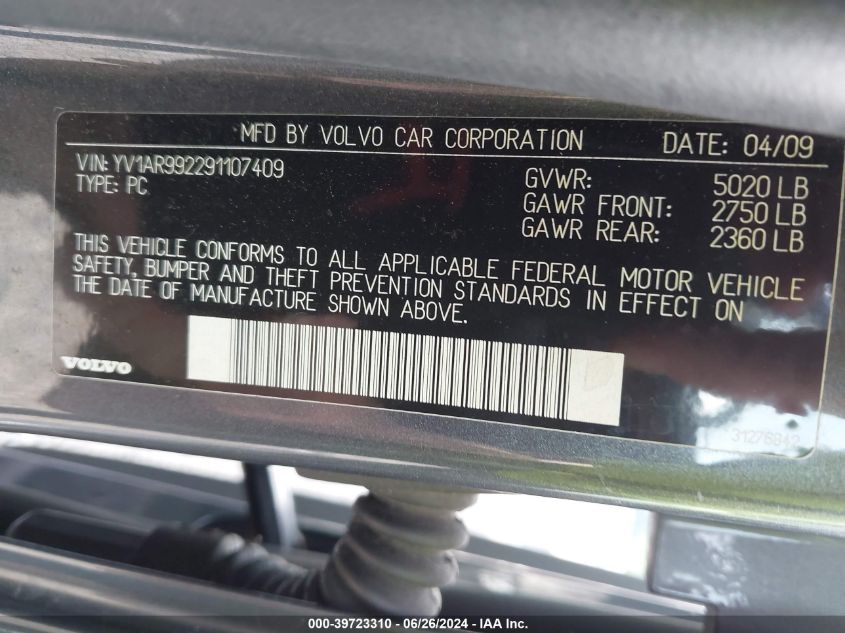 MFD BY VOLVO CAR CORPORATION DATE: 04/09
VIN: YV1AR992291107409
TYPE: PC
GVWR: 5020 LB
GAWR FRONT: 2750 LB
GAWR REAR: 2360 LB
THIS VEHICLE CONFORMS TO ALL APPLICABLE FEDERAL MOTOR VEHICLE
SAFETY, BUMPER AND THEFT PREVENTION STANDARDS IN EFFECT ON
THE DATE OF MANUFACTURE SHOWN ABOVE.
VOLVO
31276842
000-39723310 - 06/26/2024 - IAA Inc.